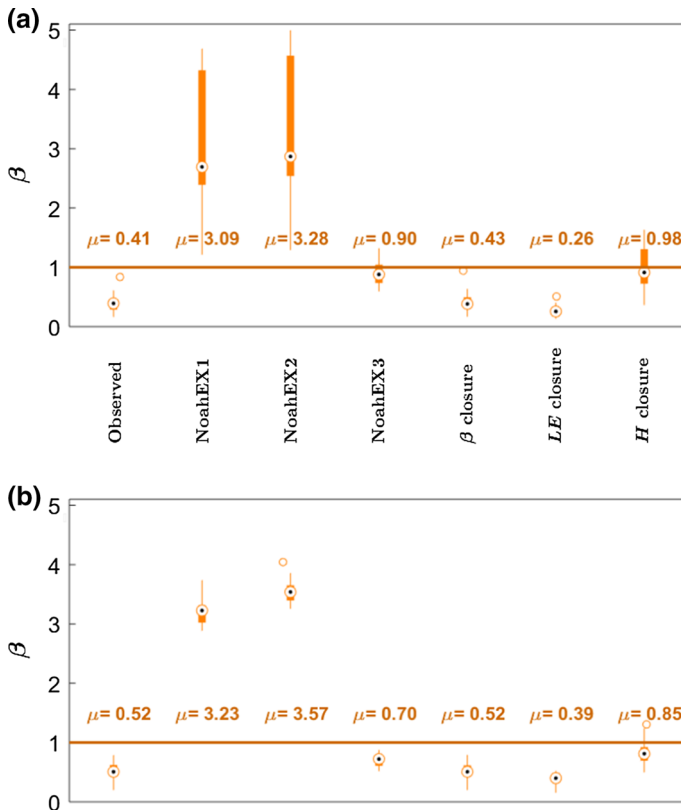 (a)
5
4
3
2
1
0
β
μ= 0.41 μ= 3.09 μ= 3.28 μ= 0.90 μ= 0.43 μ= 0.26 μ= 0.98
Observed
NoahEX1
NoahEX2
NoahEX3
β closure
LE closure
H closure
(b)
5
4
3
2
1
0
β
μ= 0.52 μ= 3.23 μ= 3.57 μ= 0.70 μ= 0.52 μ= 0.39 μ= 0.85